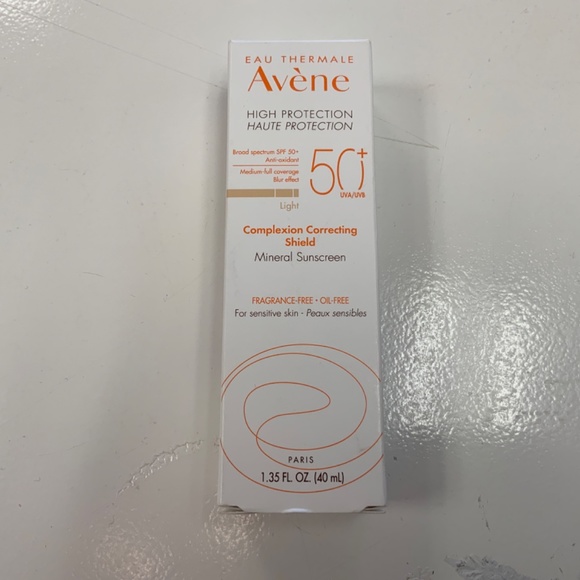 EAU THERMALE
Avène
HIGH PROTECTION
HAUTE PROTECTION
Broad spectrum SPF 50+
Anti-oxidant
Medium-full coverage
Blur effect
50+
UVA/UVB
Light
Complexion Correcting
Shield
Mineral Sunscreen
FRAGRANCE-FREE • OIL-FREE
For sensitive skin - Peaux sensibles
PARIS
1.35 FL. OZ. (40 mL)